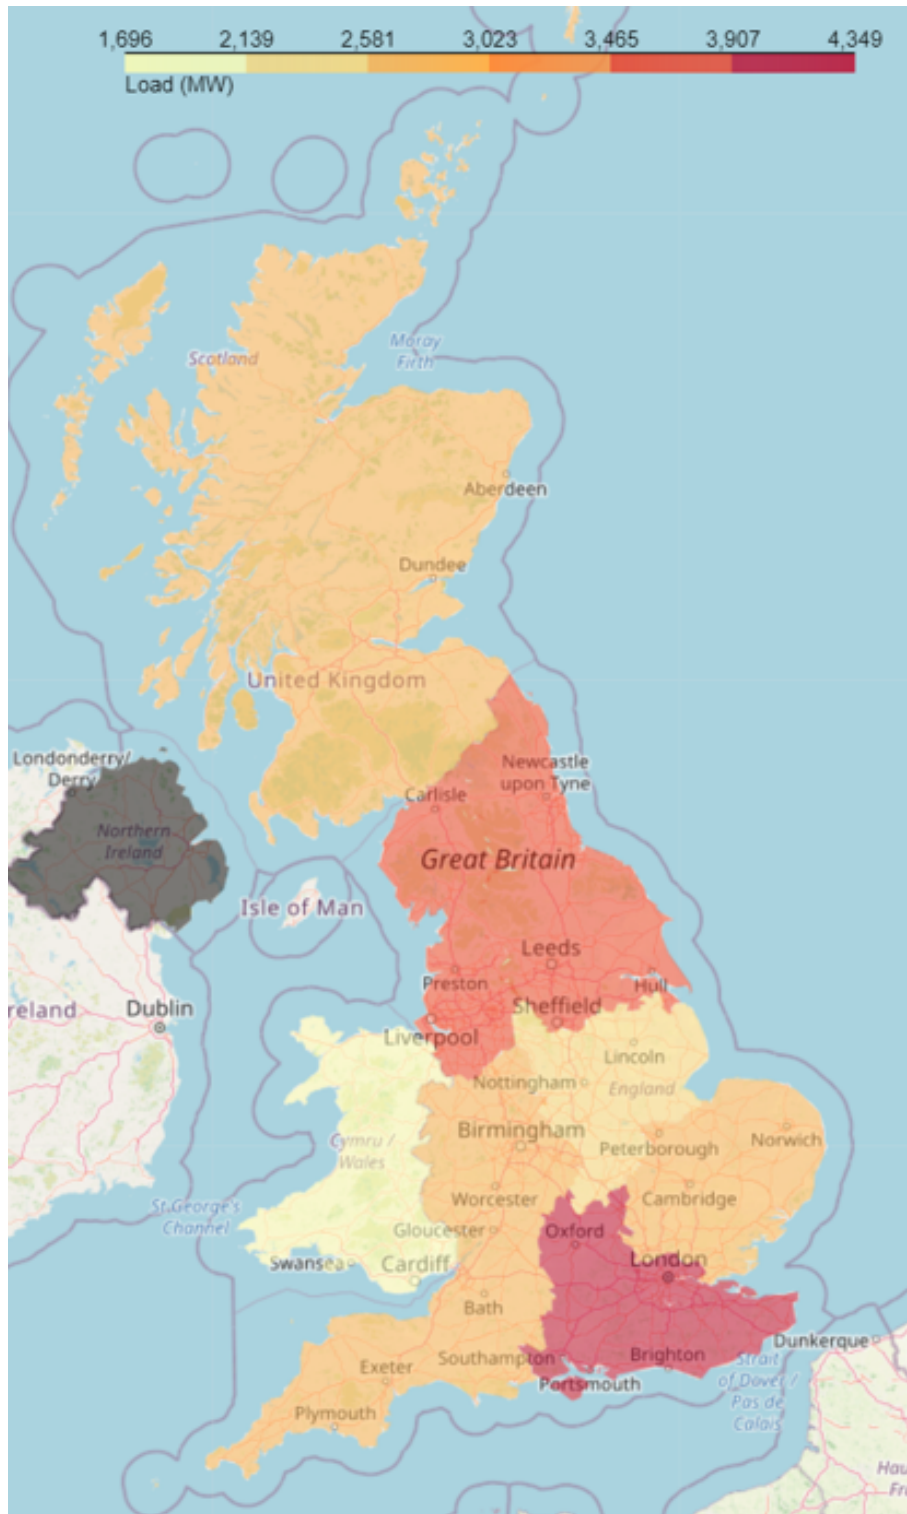 1,696 2,139 2,581 3,023 3,465 3,907 4,349
Load (MW)
Moray
Firth
Scotland
Aberdeen
Dundee
United Kingdom
Londonderry/
Derry
Newcastle
upon Tyne
Carlisle
Northern
Ireland
Great Britain
Isle of Man
Leeds
Preston
Hull
reland
Dublin
Sheffield
Liverpool
Lincoln
Nottingham
England
Birmingham
Norwich
Peterborough
Cymru /
Wales
Worcester
Cambridge
St George's
Channel
Gloucester
Oxford
London
Swansea
Cardiff
Bath
Dunkerque
Southampton
Brighton
Exeter
Portsmouth
Strait
of Dover /
Pas de
Calais
Plymouth
Hau
Fr